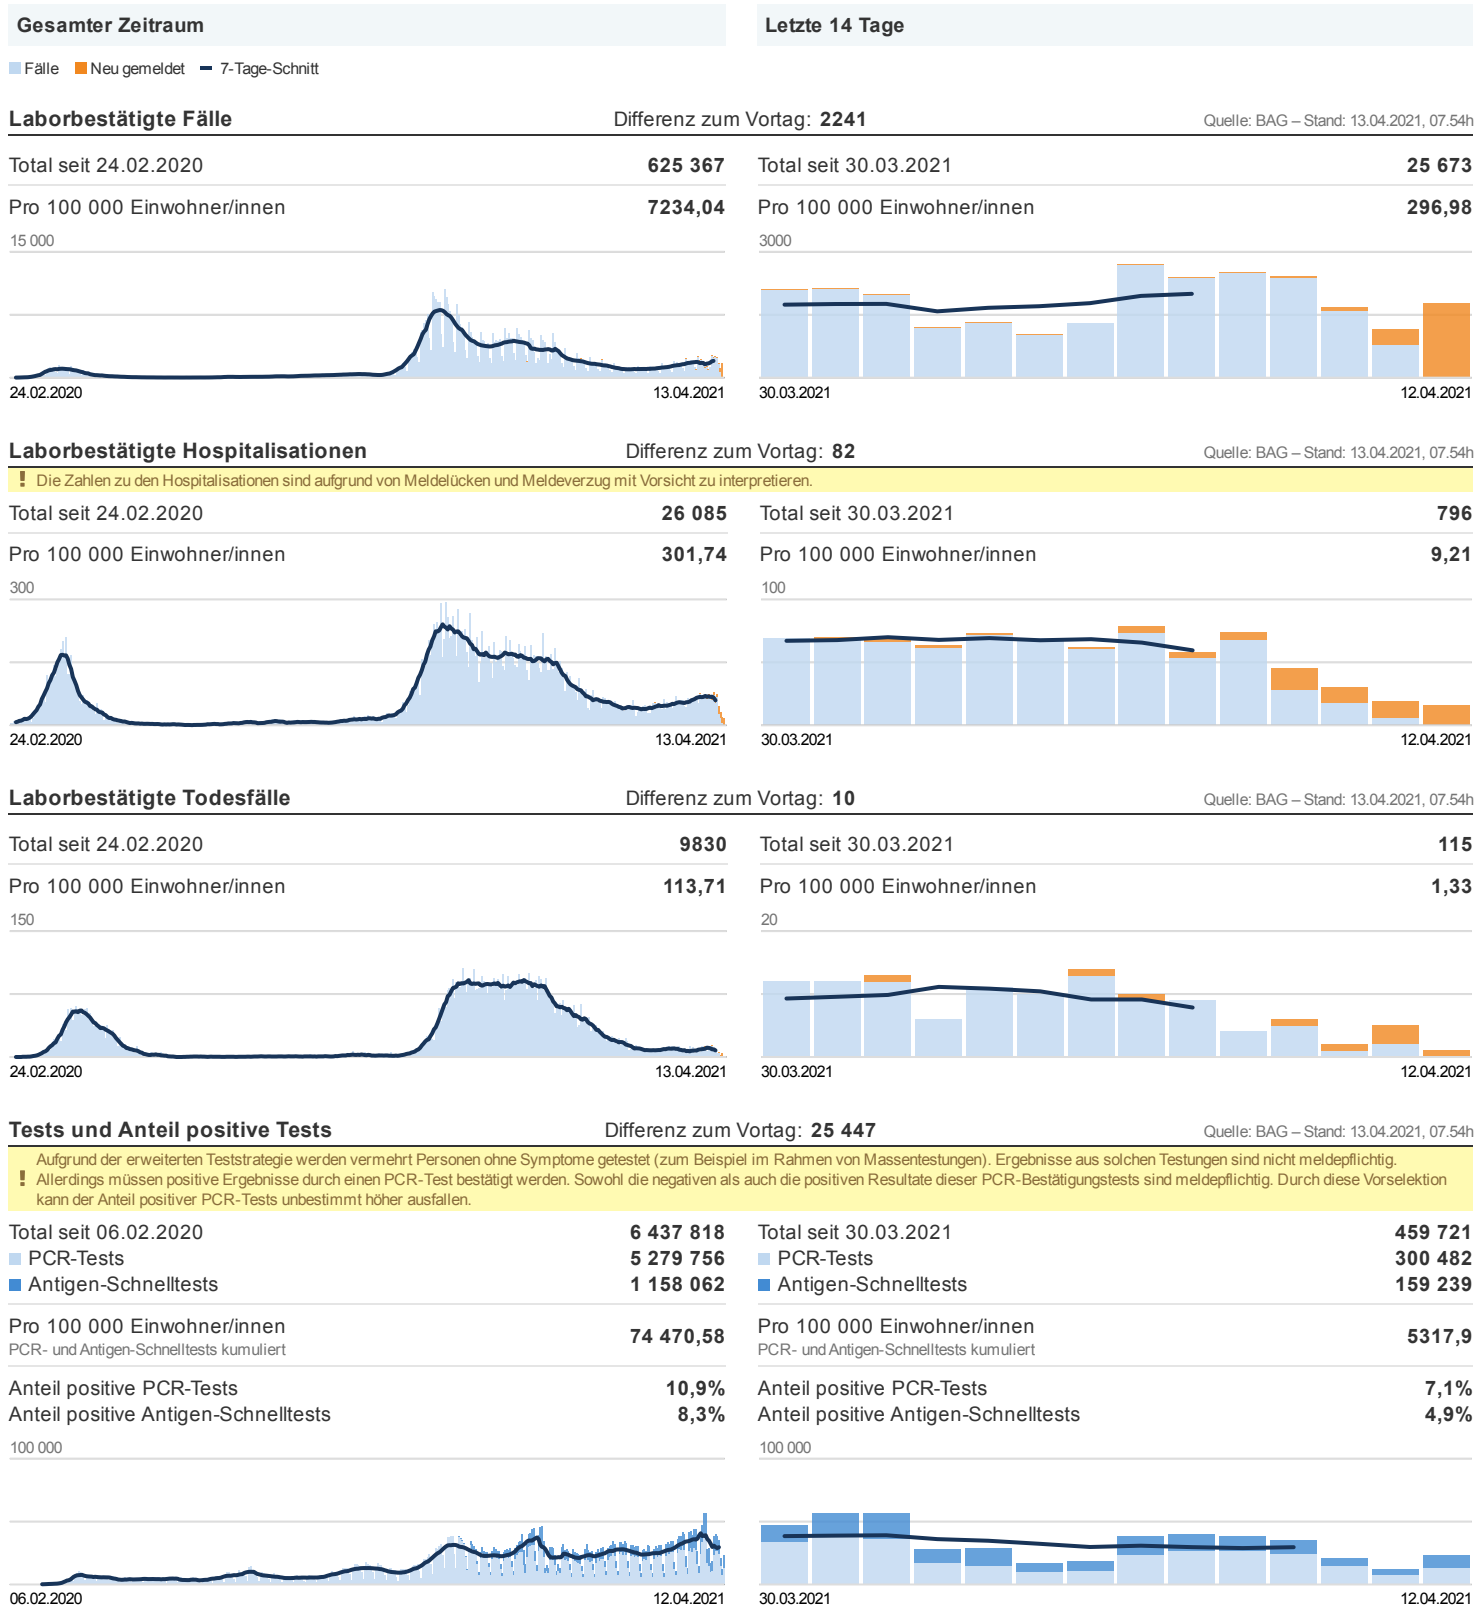 Gesamter Zeitraum
Letzte 14 Tage
Fälle Neu gemeldet 7-Tage-Schnitt
Laborbestätigte Fälle Differenz zum Vortag: 2241 Quelle: BAG – Stand: 13.04.2021, 07.54h
Total seit 24.02.2020 625 367
Pro 100 000 Einwohner/innen 7234,04
15 000
24.02.2020 13.04.2021
Total seit 30.03.2021 25 673
Pro 100 000 Einwohner/innen 296,98
3000
30.03.2021 12.04.2021
Laborbestätigte Hospitalisationen Differenz zum Vortag: 82 Quelle: BAG – Stand: 13.04.2021, 07.54h
! Die Zahlen zu den Hospitalisationen sind aufgrund von Meldelücken und Meldeverzug mit Vorsicht zu interpretieren.
Total seit 24.02.2020 26 085
Pro 100 000 Einwohner/innen 301,74
300
24.02.2020 13.04.2021
Total seit 30.03.2021 796
Pro 100 000 Einwohner/innen 9,21
100
30.03.2021 12.04.2021
Laborbestätigte Todesfälle Differenz zum Vortag: 10 Quelle: BAG – Stand: 13.04.2021, 07.54h
Total seit 24.02.2020 9830
Pro 100 000 Einwohner/innen 113,71
150
24.02.2020 13.04.2021
Total seit 30.03.2021 115
Pro 100 000 Einwohner/innen 1,33
20
30.03.2021 12.04.2021
Tests und Anteil positive Tests Differenz zum Vortag: 25 447 Quelle: BAG – Stand: 13.04.2021, 07.54h
Aufgrund der erweiterten Teststrategie werden vermehrt Personen ohne Symptome getestet (zum Beispiel im Rahmen von Massentestungen). Ergebnisse aus solchen Testungen sind nicht meldepflichtig.
! Allerdings müssen positive Ergebnisse durch einen PCR-Test bestätigt werden. Sowohl die negativen als auch die positiven Resultate dieser PCR-Bestätigungstests sind meldepflichtig. Durch diese Vorselektion
kann der Anteil positiver PCR-Tests unbestimmt höher ausfallen.
Total seit 06.02.2020 6 437 818
PCR-Tests 5 279 756
Antigen-Schnelltests 1 158 062
Pro 100 000 Einwohner/innen 74 470,58
PCR- und Antigen-Schnelltests kumuliert
Anteil positive PCR-Tests 10,9%
Anteil positive Antigen-Schnelltests 8,3%
100 000
06.02.2020 12.04.2021
Total seit 30.03.2021 459 721
PCR-Tests 300 482
Antigen-Schnelltests 159 239
Pro 100 000 Einwohner/innen 5317,9
PCR- und Antigen-Schnelltests kumuliert
Anteil positive PCR-Tests 7,1%
Anteil positive Antigen-Schnelltests 4,9%
100 000
30.03.2021 12.04.2021